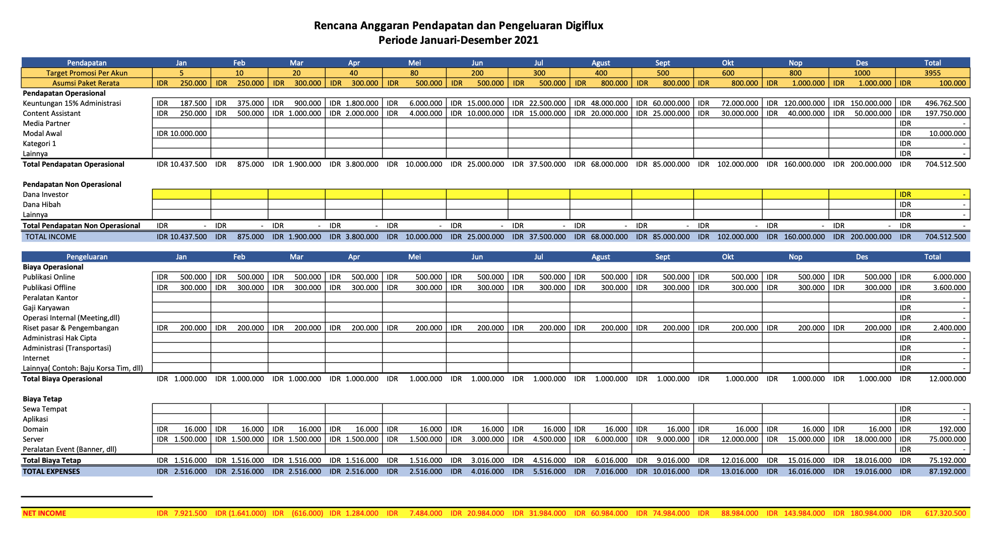 Rencana Anggaran Pendapatan dan Pengeluaran Digiflux
Periode Januari-Desember 2021
Pendapatan Jan Feb Mar Apr Mei Jun Jul Agust Sept Okt Nop Des Total
Target Promosi Per Akun 5 10 20 40 80 200 300 400 500 600 800 1000 3955
Asumsi Paket Rerata IDR 250.000 IDR 250.000 IDR 300.000 IDR 300.000 IDR 500.000 IDR 500.000 IDR 500.000 IDR 800.000 IDR 800.000 IDR 800.000 IDR 1.000.000 IDR 1.000.000 IDR 100.000
Pendapatan Operasional
Keuntungan 15% Administrasi IDR 187.500 IDR 375.000 IDR 900.000 IDR 1.800.000 IDR 6.000.000 IDR 15.000.000 IDR 22.500.000 IDR 48.000.000 IDR 60.000.000 IDR 72.000.000 IDR 120.000.000 IDR 150.000.000 IDR 496.762.500
Content Assistant IDR 250.000 IDR 500.000 IDR 1.000.000 IDR 2.000.000 IDR 4.000.000 IDR 10.000.000 IDR 15.000.000 IDR 20.000.000 IDR 25.000.000 IDR 30.000.000 IDR 40.000.000 IDR 50.000.000 IDR 197.750.000
Media Partner IDR -
Modal Awal IDR 10.000.000 IDR 10.000.000
Kategori 1 IDR -
Lainnya IDR -
Total Pendapatan Operasional IDR 10.437.500 IDR 875.000 IDR 1.900.000 IDR 3.800.000 IDR 10.000.000 IDR 25.000.000 IDR 37.500.000 IDR 68.000.000 IDR 85.000.000 IDR 102.000.000 IDR 160.000.000 IDR 200.000.000 IDR 704.512.500
Pendapatan Non Operasional
Dana Investor IDR -
Dana Hibah IDR -
Lainnya IDR -
Total Pendapatan Non Operasional IDR - IDR - IDR - IDR - IDR - IDR - IDR - IDR - IDR - IDR - IDR - IDR - IDR -
TOTAL INCOME IDR 10.437.500 IDR 875.000 IDR 1.900.000 IDR 3.800.000 IDR 10.000.000 IDR 25.000.000 IDR 37.500.000 IDR 68.000.000 IDR 85.000.000 IDR 102.000.000 IDR 160.000.000 IDR 200.000.000 IDR 704.512.500
Pengeluaran Jan Feb Mar Apr Mei Jun Jul Agust Sept Okt Nop Des Total
Biaya Operasional
Publikasi Online IDR 500.000 IDR 500.000 IDR 500.000 IDR 500.000 IDR 500.000 IDR 500.000 IDR 500.000 IDR 500.000 IDR 500.000 IDR 500.000 IDR 500.000 IDR 500.000 IDR 6.000.000
Publikasi Offline IDR 300.000 IDR 300.000 IDR 300.000 IDR 300.000 IDR 300.000 IDR 300.000 IDR 300.000 IDR 300.000 IDR 300.000 IDR 300.000 IDR 300.000 IDR 300.000 IDR 3.600.000
Peralatan Kantor IDR -
Gaji Karyawan IDR -
Operasi Internal (Meeting,dll) IDR -
Riset pasar & Pengembangan IDR 200.000 IDR 200.000 IDR 200.000 IDR 200.000 IDR 200.000 IDR 200.000 IDR 200.000 IDR 200.000 IDR 200.000 IDR 200.000 IDR 200.000 IDR 200.000 IDR 2.400.000
Administrasi Hak Cipta IDR -
Administrasi (Transportasi) IDR -
Internet IDR -
Lainnya( Contoh: Baju Korsa Tim, dll) IDR -
Total Biaya Operasional IDR 1.000.000 IDR 1.000.000 IDR 1.000.000 IDR 1.000.000 IDR 1.000.000 IDR 1.000.000 IDR 1.000.000 IDR 1.000.000 IDR 1.000.000 IDR 1.000.000 IDR 1.000.000 IDR 1.000.000 IDR 12.000.000
Biaya Tetap
Sewa Tempat IDR -
Aplikasi IDR -
Domain IDR 16.000 IDR 16.000 IDR 16.000 IDR 16.000 IDR 16.000 IDR 16.000 IDR 16.000 IDR 16.000 IDR 16.000 IDR 16.000 IDR 16.000 IDR 16.000 IDR 192.000
Server IDR 1.500.000 IDR 1.500.000 IDR 1.500.000 IDR 1.500.000 IDR 1.500.000 IDR 3.000.000 IDR 4.500.000 IDR 6.000.000 IDR 9.000.000 IDR 12.000.000 IDR 15.000.000 IDR 18.000.000 IDR 75.000.000
Peralatan Event (Banner, dll) IDR -
Total Biaya Tetap IDR 1.516.000 IDR 1.516.000 IDR 1.516.000 IDR 1.516.000 IDR 1.516.000 IDR 3.016.000 IDR 4.516.000 IDR 6.016.000 IDR 9.016.000 IDR 12.016.000 IDR 15.016.000 IDR 18.016.000 IDR 75.192.000
TOTAL EXPENSES IDR 2.516.000 IDR 2.516.000 IDR 2.516.000 IDR 2.516.000 IDR 2.516.000 IDR 4.016.000 IDR 5.516.000 IDR 7.016.000 IDR 10.016.000 IDR 13.016.000 IDR 16.016.000 IDR 19.016.000 IDR 87.192.000
NET INCOME IDR 7.921.500 IDR (1.641.000) IDR (616.000) IDR 1.284.000 IDR 7.484.000 IDR 20.984.000 IDR 31.984.000 IDR 60.984.000 IDR 74.984.000 IDR 88.984.000 IDR 143.984.000 IDR 180.984.000 IDR 617.320.500